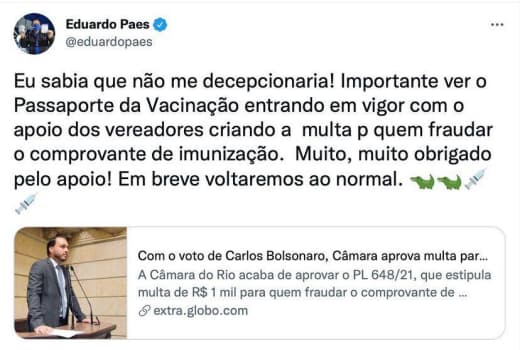 Eduardo Paes
@eduardopaes
Eu sabia que não me decepcionaria! Importante ver o
Passaporte da Vacinação entrando em vigor com o
apoio dos vereadores criando a multa p quem fraudar
o comprovante de imunização. Muito, muito obrigado
pelo apoio! Em breve voltaremos ao normal. 🐊🐊💉
💉
Com o voto de Carlos Bolsonaro, Câmara aprova multa par...
A Câmara do Rio acaba de aprovar o PL 648/21, que estipula
multa de R$ 1 mil para quem fraudar o comprovante de ...
extra.globo.com